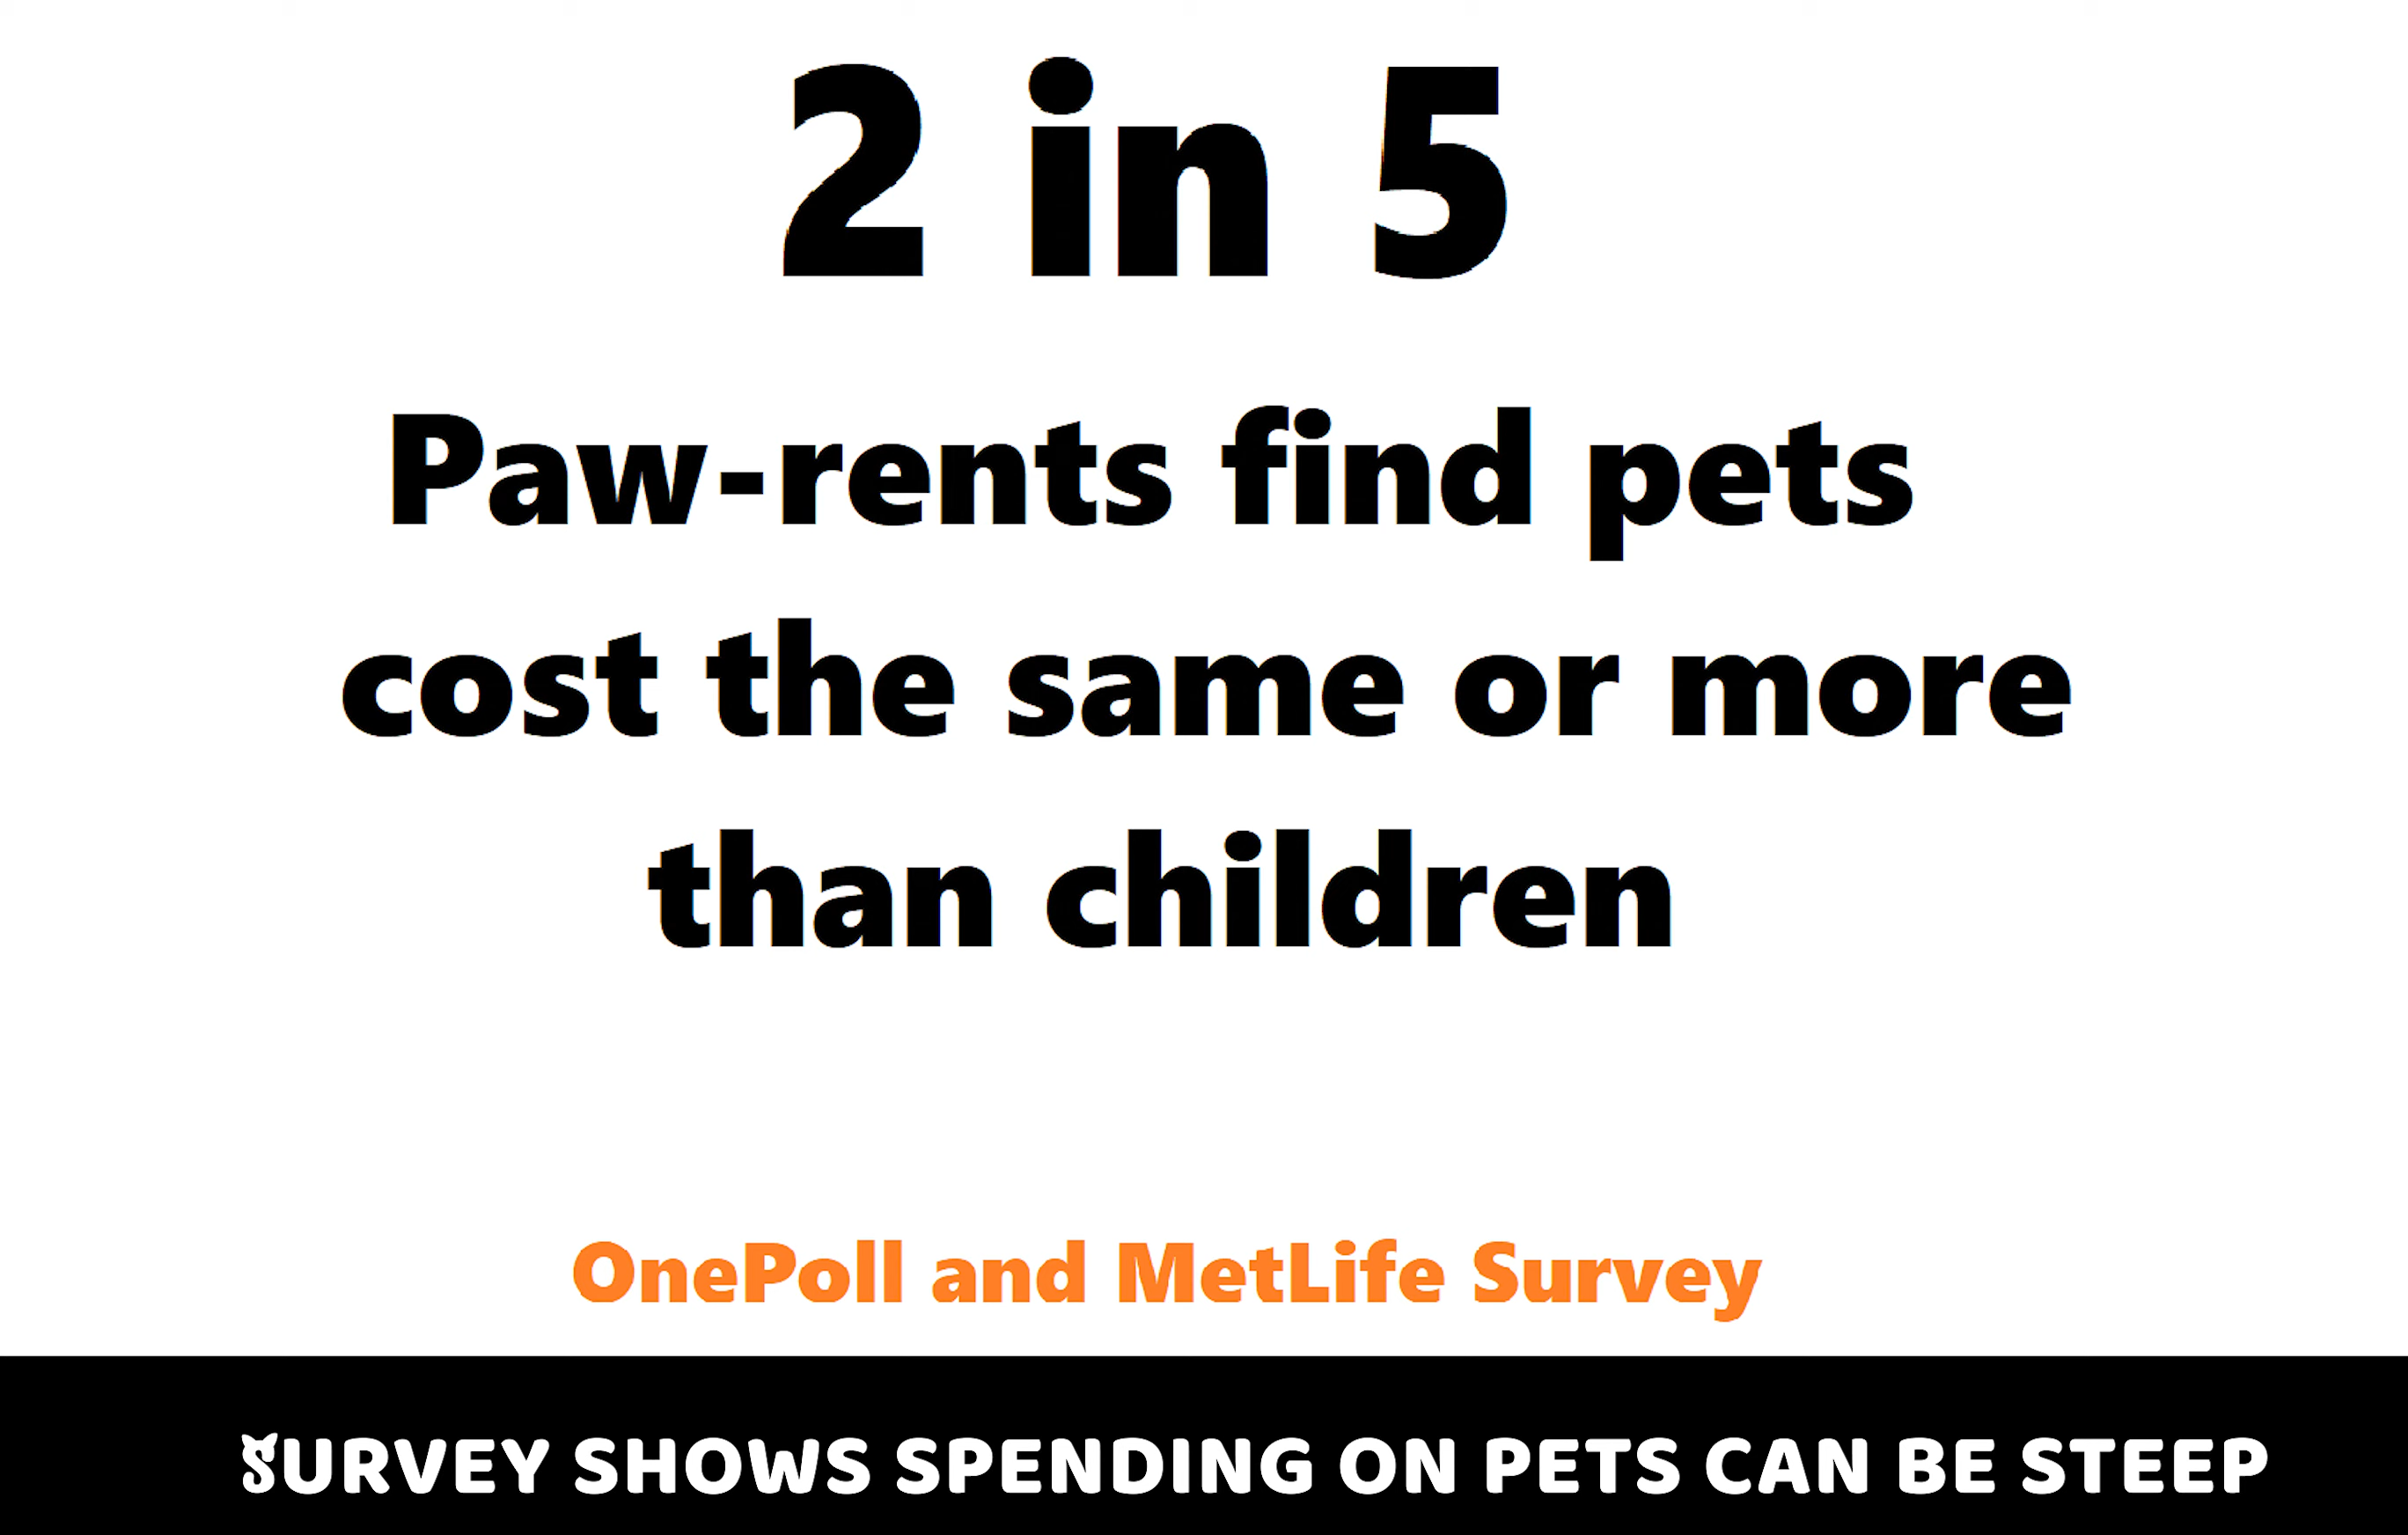 2 in 5
Paw-rents find pets
cost the same or more
than children
OnePoll and MetLife Survey
SURVEY SHOWS SPENDING ON PETS CAN BE STEEP